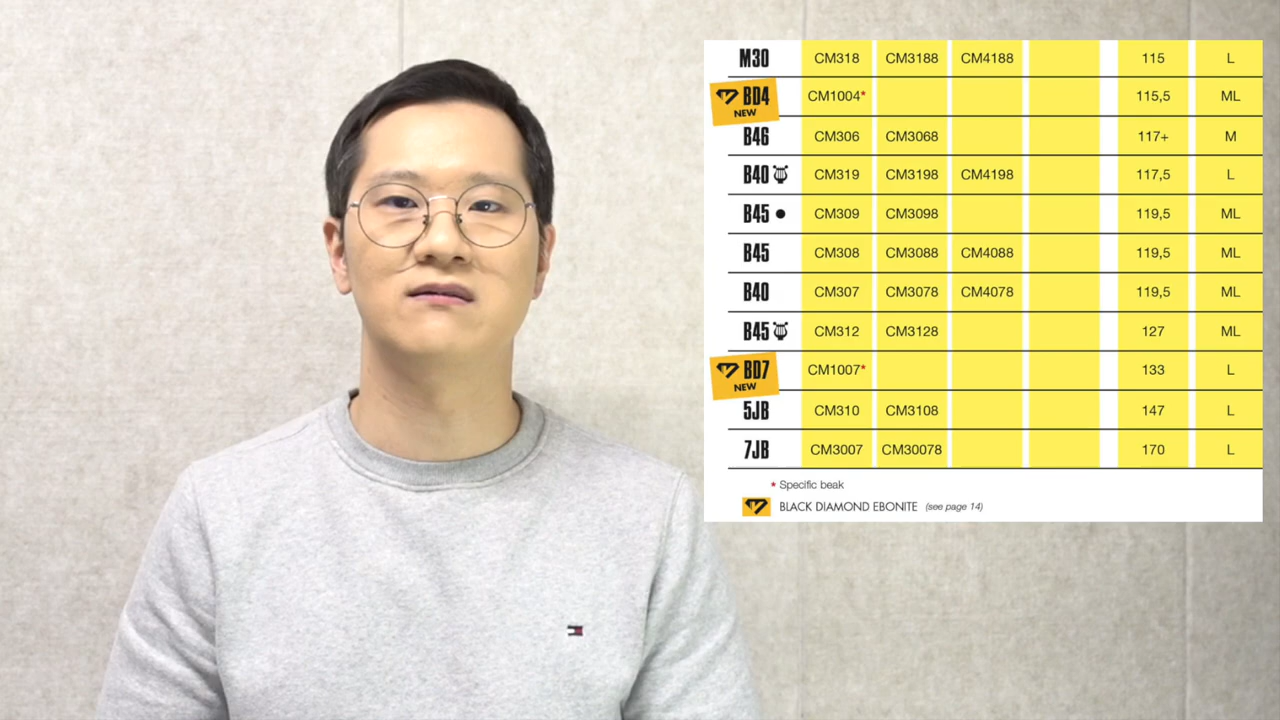 M30 CM318 CM3188 CM4188 115 L
BD4 CM1004* 115,5 ML
NEW
B46 CM306 CM3068 117+ M
B40 CM319 CM3198 CM4198 117,5 L
B45 ● CM309 CM3098 119,5 ML
B45 CM308 CM3088 CM4088 119,5 ML
B40 CM307 CM3078 CM4078 119,5 ML
B45 CM312 CM3128 127 ML
BD7 CM1007* 133 L
NEW
5JB CM310 CM3108 147 L
7JB CM3007 CM30078 170 L
* Specific beak
BLACK DIAMOND EBONITE (see page 14)